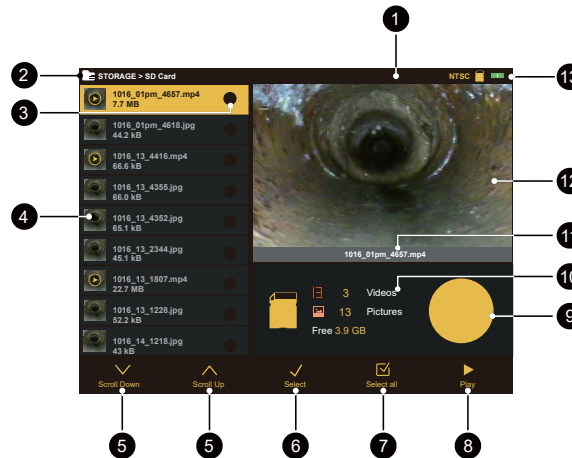 1
2
STORAGE > SD Card
NTSC
13
1016_01pm_4657.mp4
7.7 MB
3
1016_01pm_4618.jpg
44.2 kB
1016_13_4416.mp4
66.6 kB
1016_13_4355.jpg
66.0 kB
12
4
1016_13_4352.jpg
65.1 kB
1016_13_2344.jpg
45.1 kB
11
1016_01pm_4657.mp4
1016_13_1807.mp4
22.7 MB
10
3 Videos
13 Pictures
Free 3.9 GB
9
1016_13_1228.jpg
52.2 kB
1016_14_1218.jpg
43 kB
Scroll Down
Scroll Up
Select
Select all
Play
5
5
6
7
8